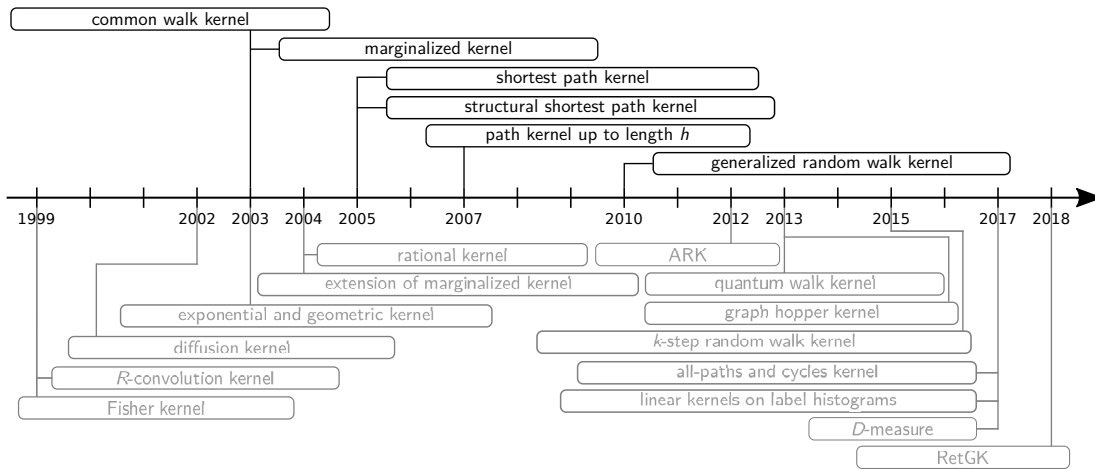 common walk kernel
marginalized kernel
shortest path kernel
structural shortest path kernel
path kernel up to length h
generalized random walk kernel
1999 2002 2003 2004 2005 2007 2010 2012 2013 2015 2017 2018
rational kernel
ARK
extension of marginalized kernel
quantum walk kernel
exponential and geometric kernel
graph hopper kernel
diffusion kernel
k-step random walk kernel
R-convolution kernel
all-paths and cycles kernel
Fisher kernel
linear kernels on label histograms
D-measure
RetGK